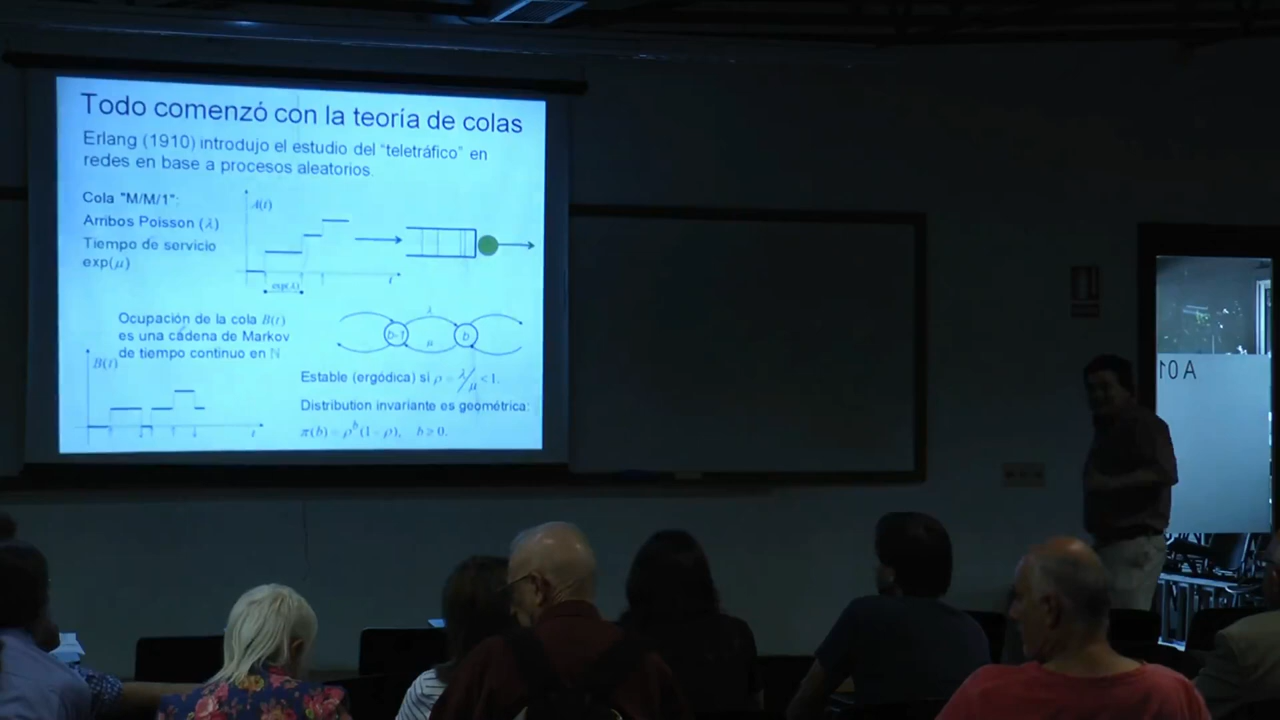 Todo comenzó con la teoría de colas
Erlang (1910) introdujo el estudio del "teletráfico" en
redes en base a procesos aleatorios.
Cola "M/M/1":
Arribos Poisson (λ)
Tiempo de servicio
exp(μ)
A(t)
exp(λ)
t
Ocupación de la cola B(t)
es una cadena de Markov
de tiempo continuo en ℕ
B(t)
t
λ
b-1
b
μ
Estable (ergódica) si ρ = λ/μ < 1.
Distribution invariante es geométrica:
π(b) = ρ^b (1 − ρ), b ≥ 0.
A01